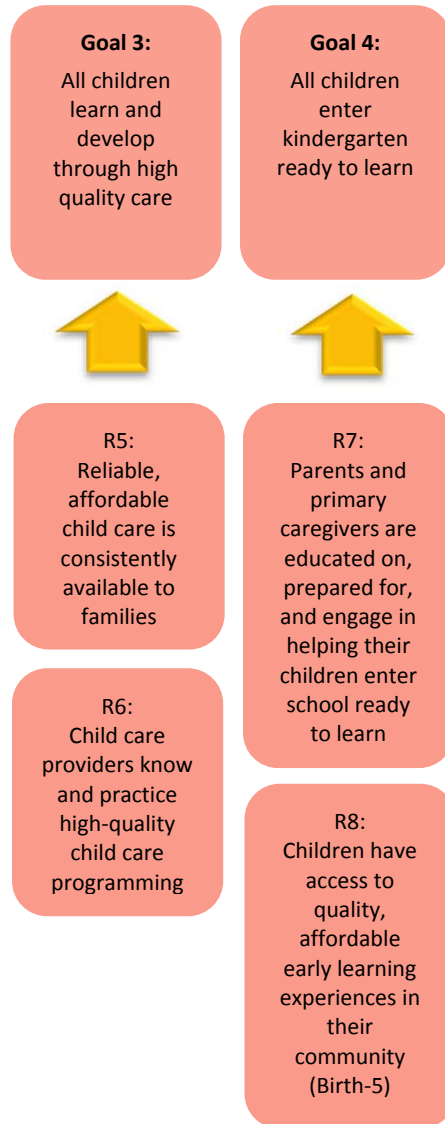 Goal 3:
All children
learn and
develop
through high
quality care
Goal 4:
All children
enter
kindergarten
ready to learn
R5:
Reliable,
affordable
child care is
consistently
available to
families
R6:
Child care
providers know
and practice
high-quality
child care
programming
R7:
Parents and
primary
caregivers are
educated on,
prepared for,
and engage in
helping their
children enter
school ready
to learn
R8:
Children have
access to
quality,
affordable
early learning
experiences in
their
community
(Birth-5)